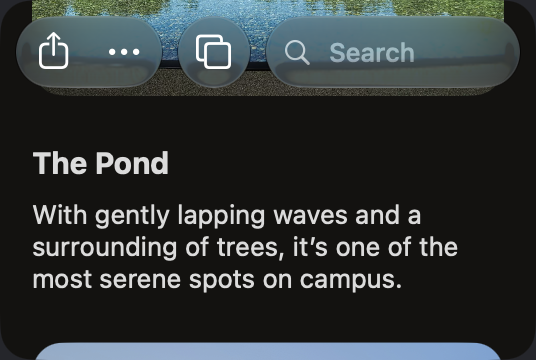 Search
The Pond
With gently lapping waves and a
surrounding of trees, it’s one of the
most serene spots on campus.